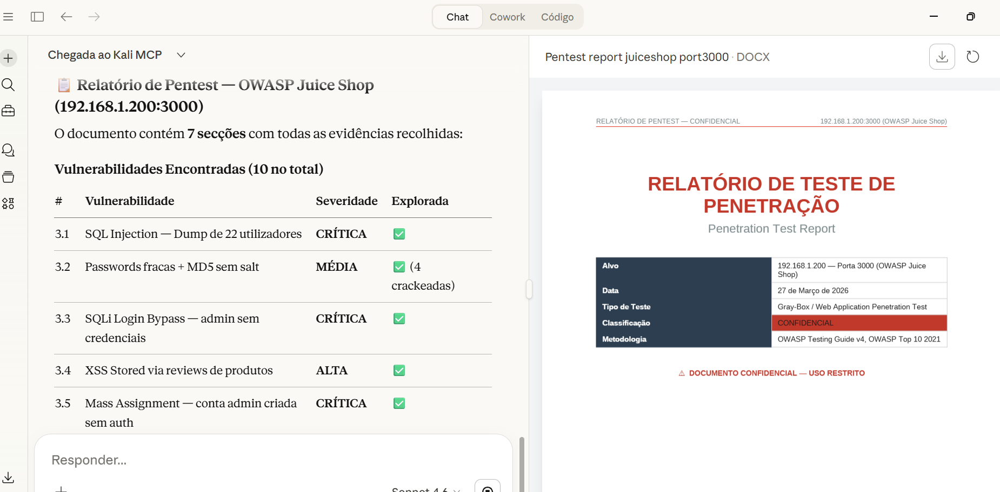 Chat Cowork Código
Chegada ao Kali MCP
📋 Relatório de Pentest — OWASP Juice Shop
(192.168.1.200:3000)
O documento contém 7 secções com todas as evidências recolhidas:
Vulnerabilidades Encontradas (10 no total)
# Vulnerabilidade Severidade Explorada
3.1 SQL Injection — Dump de 22 utilizadores CRÍTICA ✅
3.2 Passwords fracas + MD5 sem salt MÉDIA ✅ (4
crackeadas)
3.3 SQLi Login Bypass — admin sem CRÍTICA ✅
credenciais
3.4 XSS Stored via reviews de produtos ALTA ✅
3.5 Mass Assignment — conta admin criada CRÍTICA ✅
sem auth
Responder...
Sonnet 4.6
Pentest report juiceshop port3000 · DOCX
RELATÓRIO DE PENTEST — CONFIDENCIAL 192.168.1.200:3000 (OWASP Juice Shop)
RELATÓRIO DE TESTE DE
PENETRAÇÃO
Penetration Test Report
Alvo 192.168.1.200 — Porta 3000 (OWASP Juice
Shop)
Data 27 de Março de 2026
Tipo de Teste Gray-Box / Web Application Penetration Test
Classificação CONFIDENCIAL
Metodologia OWASP Testing Guide v4, OWASP Top 10 2021
⚠ DOCUMENTO CONFIDENCIAL — USO RESTRITO